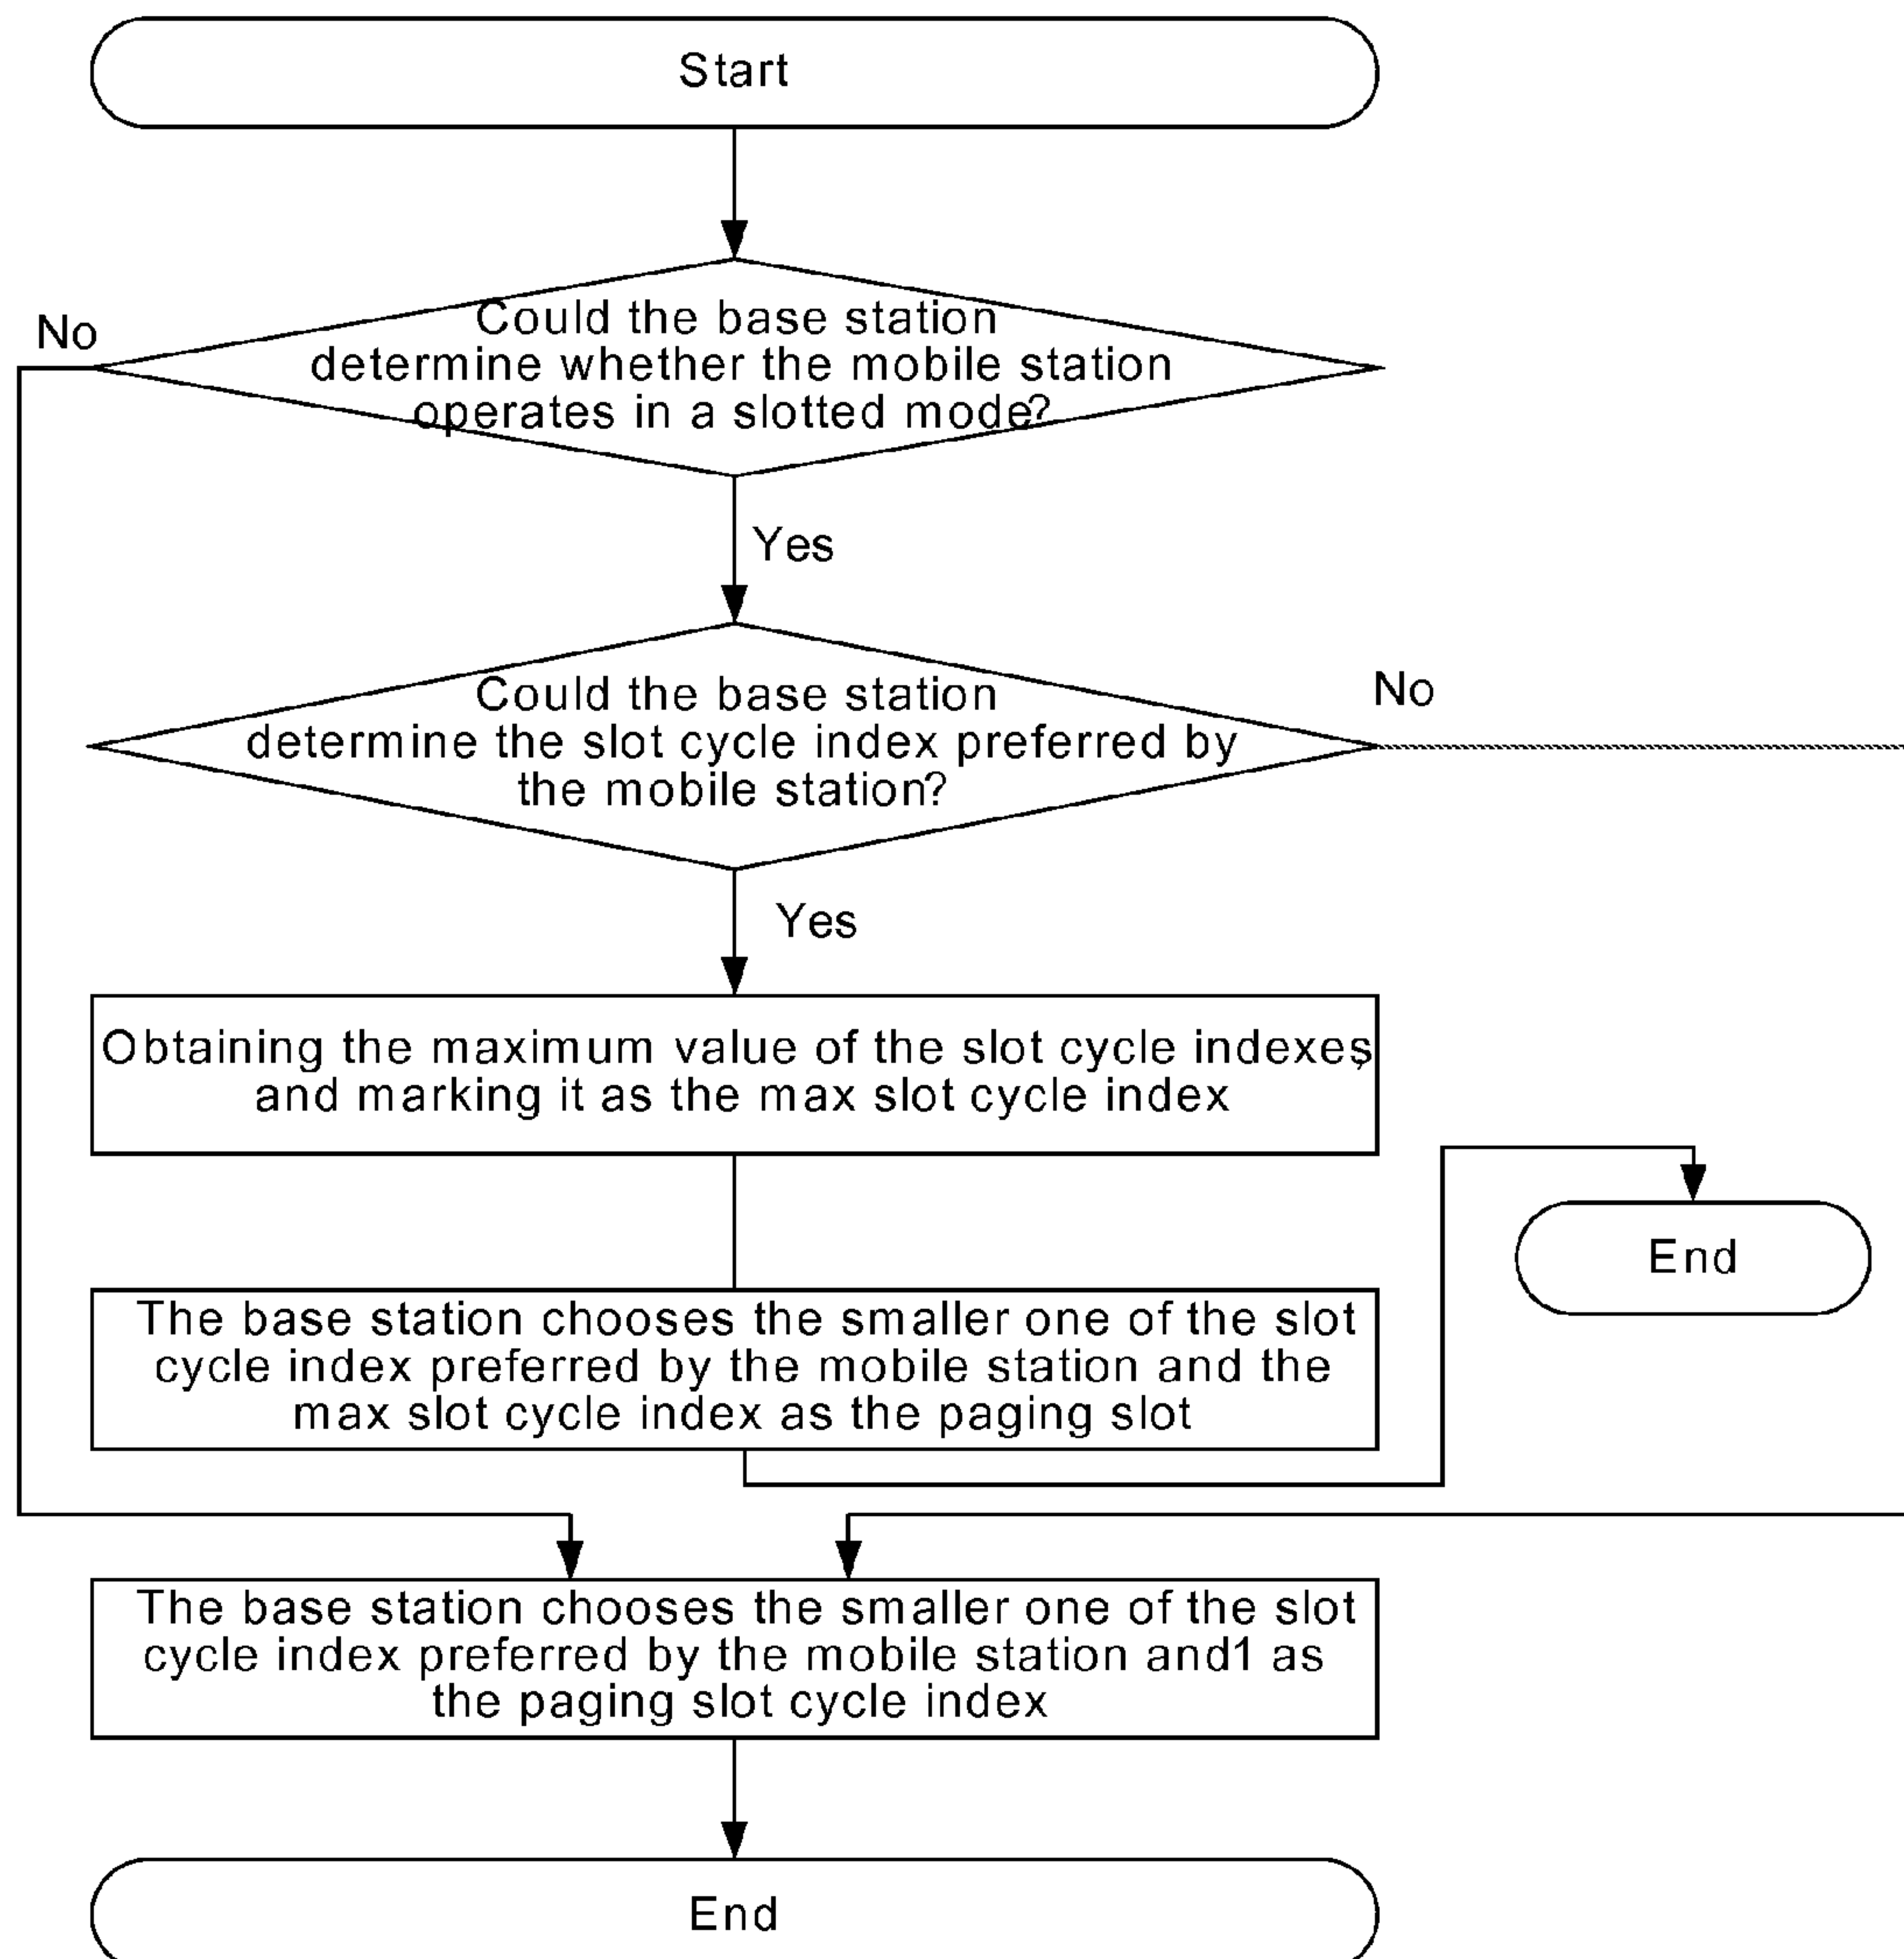 Start
No
Could the base station
determine whether the mobile station
operates in a slotted mode?
Yes
Could the base station
determine the slot cycle index preferred by
the mobile station?
No
Yes
Obtaining the maximum value of the slot cycle indexes,
and marking it as the max slot cycle index
End
The base station chooses the smaller one of the slot
cycle index preferred by the mobile station and the
max slot cycle index as the paging slot
The base station chooses the smaller one of the slot
cycle index preferred by the mobile station and1 as
the paging slot cycle index
End